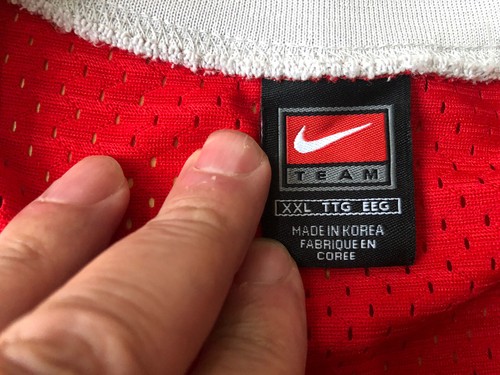 TEAM
XXL TTG EEG
MADE IN KOREA
FABRIQUE EN
COREE